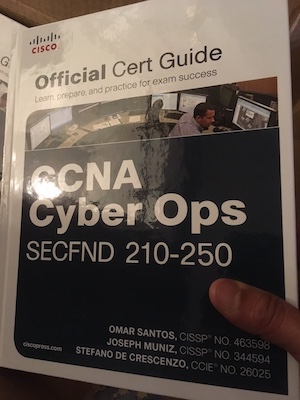 CISCO
Official Cert Guide
Learn, prepare, and practice for exam success
CCNA
Cyber Ops
SECFND 210-250
OMAR SANTOS, CISSP® NO. 463598
JOSEPH MUNIZ, CISSP® NO. 344594
STEFANO DE CRESCENZO, CCIE® NO. 26025
ciscopress.com